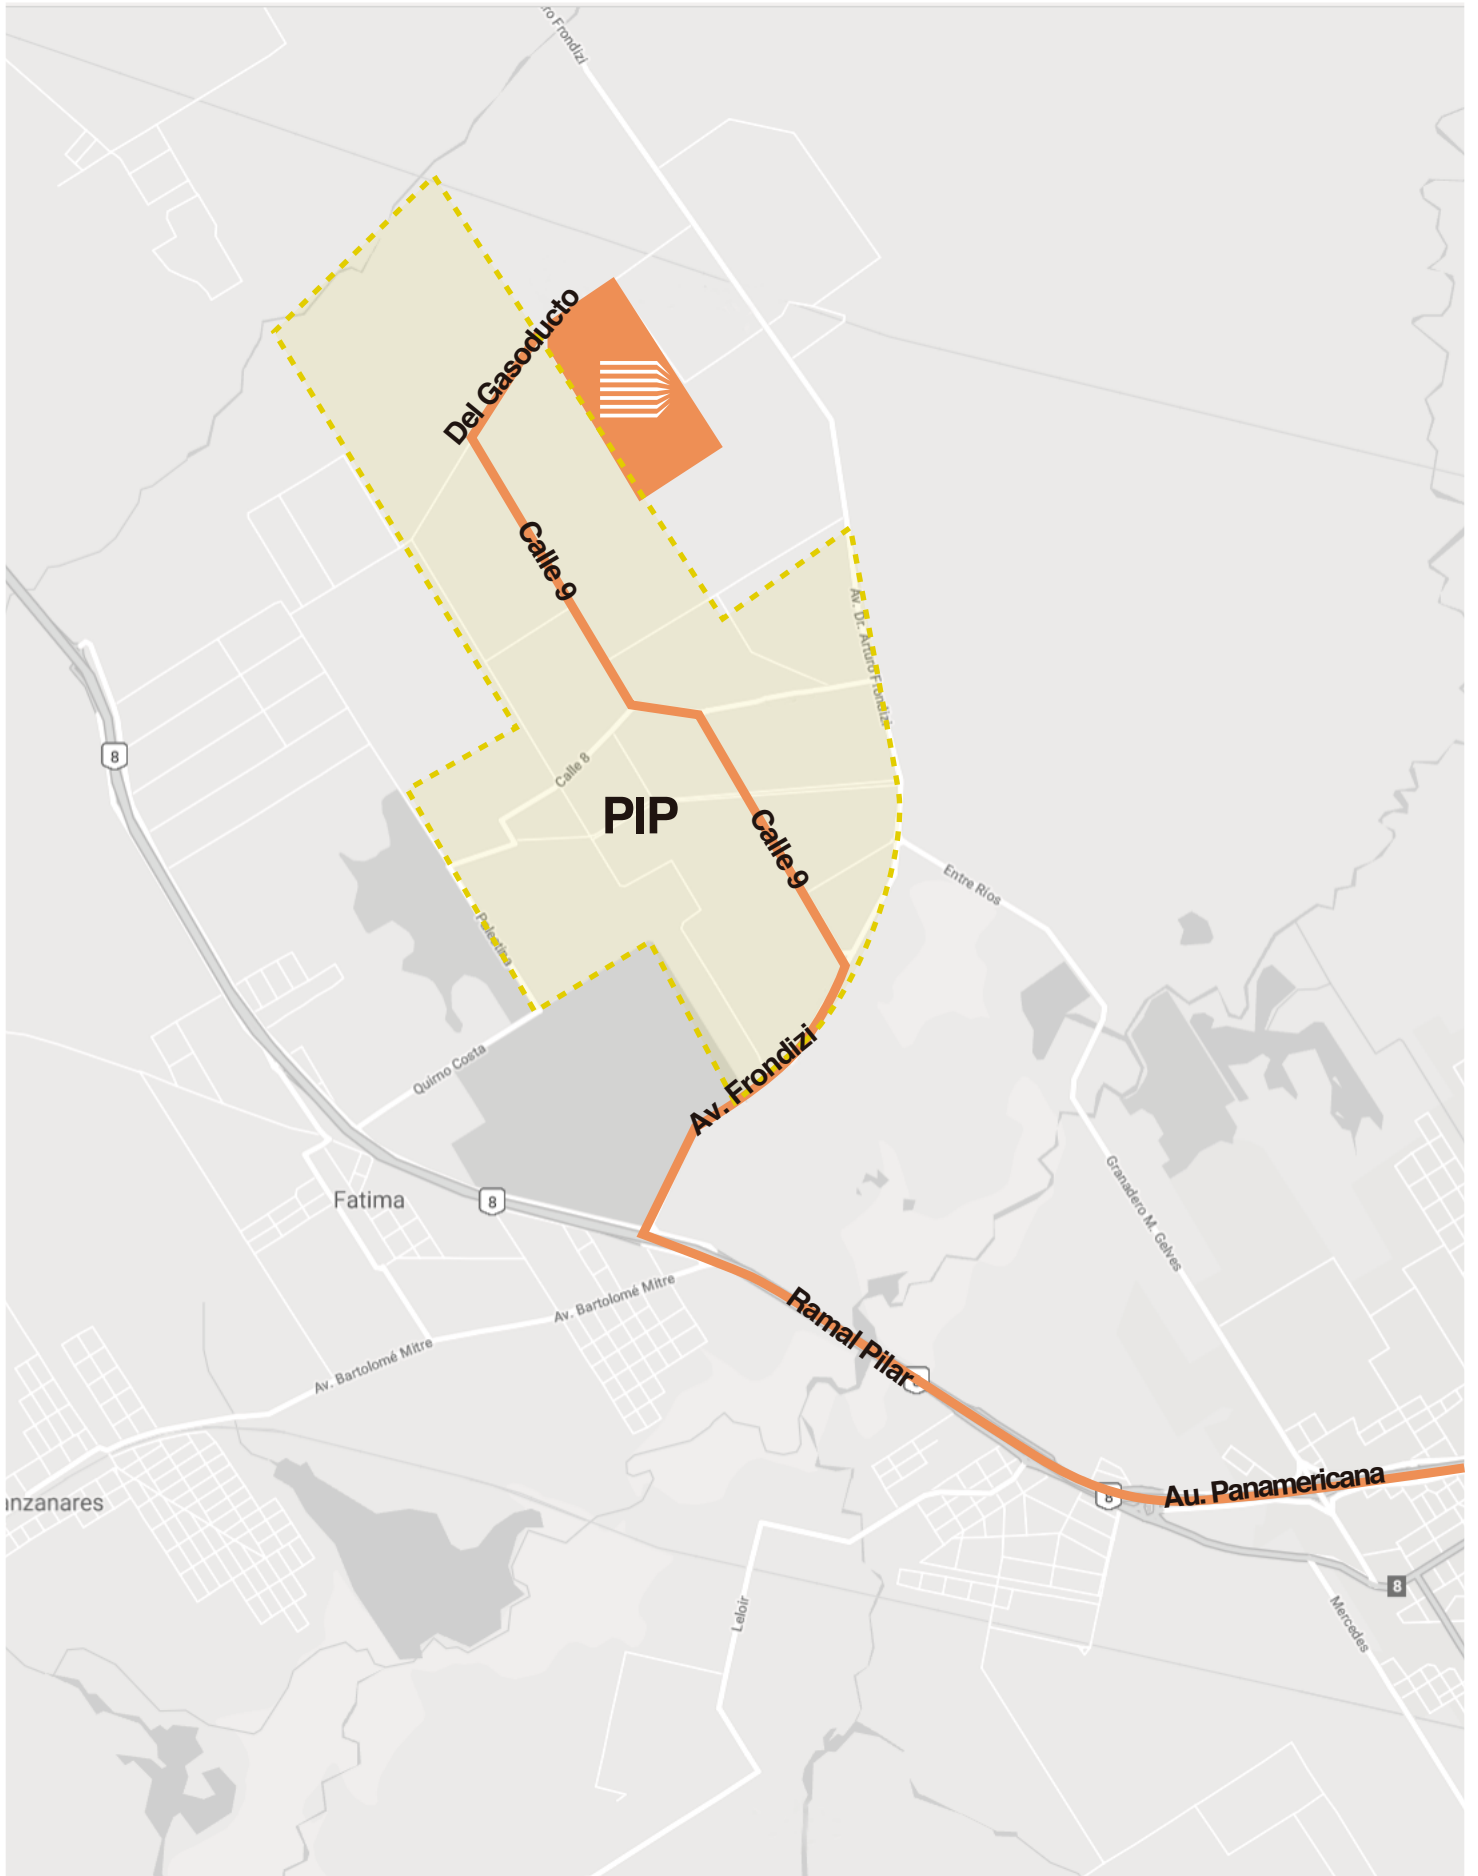 ro Frondizi
Del Gasoducto
Calle 9
Av. Dr. Arturo Frondizi
8
Calle 8
PIP
Calle 9
Entre Ríos
Palestina
Av. Frondizi
Quirno Costa
Fatima
8
Granadero M. Gelves
Av. Bartolomé Mitre
Ramal Pilar
Av. Bartolomé Mitre
Au. Panamericana
8
anzanares
8
Leloir
Mercedes